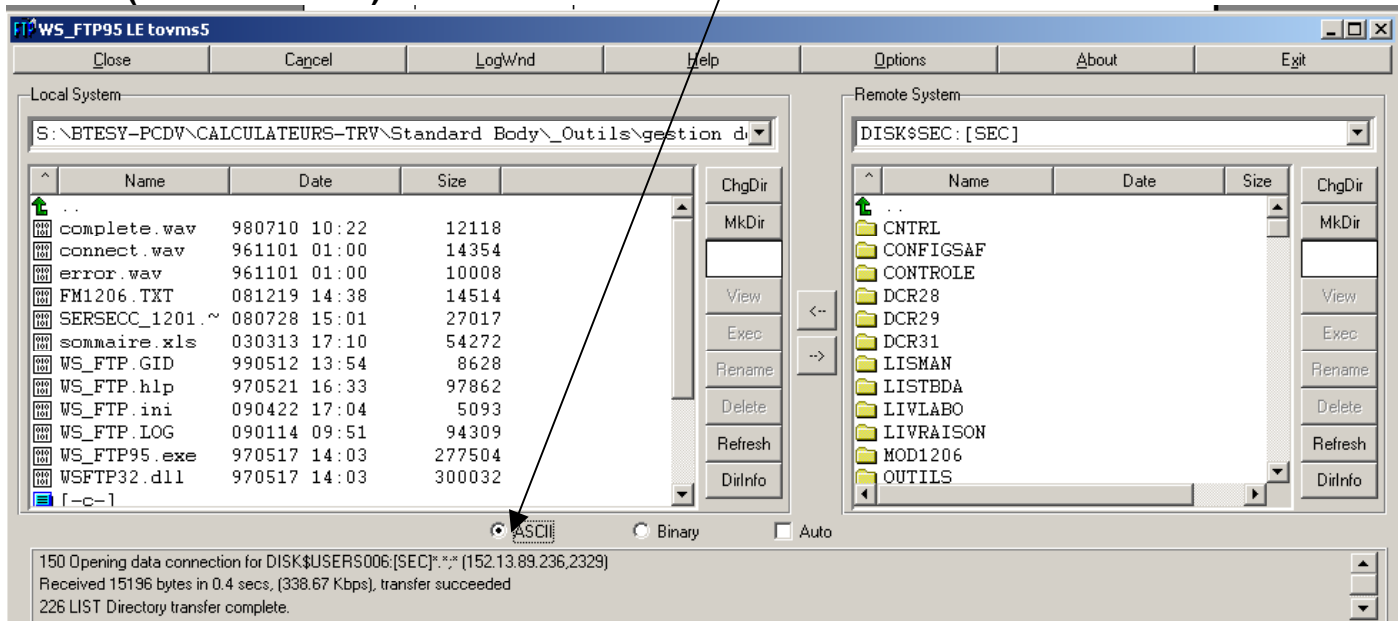 WS_FTP95 LE tovms5
Close Cancel LogWnd Help Options About Exit
Local System
S:\BTESY-PCDV\CALCULATEURS-TRV\Standard Body\_Outils\gestion d
^ Name Date Size
ChgDir
..
complete.wav 980710 10:22 12118
MkDir
connect.wav 961101 01:00 14354
error.wav 961101 01:00 10008
FM1206.TXT 081219 14:38 14514
View
SERSECC_1201.~ 080728 15:01 27017
Exec
sommaire.xls 030313 17:10 54272
WS_FTP.GID 990512 13:54 8628
Rename
WS_FTP.hlp 970521 16:33 97862
WS_FTP.ini 090422 17:04 5093
Delete
WS_FTP.LOG 090114 09:51 94309
Refresh
WS_FTP95.exe 970517 14:03 277504
WSFTP32.dll 970517 14:03 300032
DirInfo
[-c-]
<--
-->
Remote System
DISK$SEC:[SEC]
^ Name Date Size
ChgDir
..
CNTRL
MkDir
CONFIGSAF
CONTROLE
DCR28
View
DCR29
DCR31
Exec
LISMAN
Rename
LISTBDA
LIVLABO
Delete
LIVRAISON
Refresh
MOD1206
OUTILS
DirInfo
ASCII Binary Auto
150 Opening data connection for DISK$USERS006:[SEC]*.*;* (152.13.89.236,2329)
Received 15196 bytes in 0.4 secs, (338.67 Kbps), transfer succeeded
226 LIST Directory transfer complete.